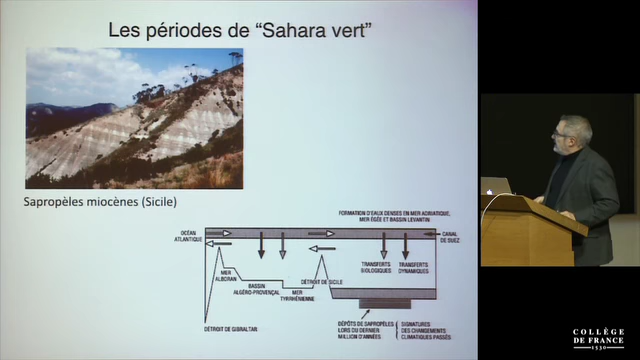 Les périodes de “Sahara vert”
Sapropèles miocènes (Sicile)
FORMATION D'EAUX DENSES EN MER ADRIATIQUE,
MER ÉGÉE ET BASSIN LEVANTIN
OCÉAN
ATLANTIQUE
CANAL
DE SUEZ
TRANSFERTS
BIOLOGIQUES
TRANSFERTS
DYNAMIQUES
MER
ALBORAN
BASSIN
ALGÉRO-PROVENÇAL
MER
TYRRHÉNIENNE
DÉTROIT DE SICILE
DÉTROIT DE GIBRALTAR
DÉPÔTS DE SAPROPÈLES
LORS DU DERNIER
MILLION D'ANNÉES
SIGNATURES
DES CHANGEMENTS
CLIMATIQUES PASSÉS
COLLÈGE
DE FRANCE
1530